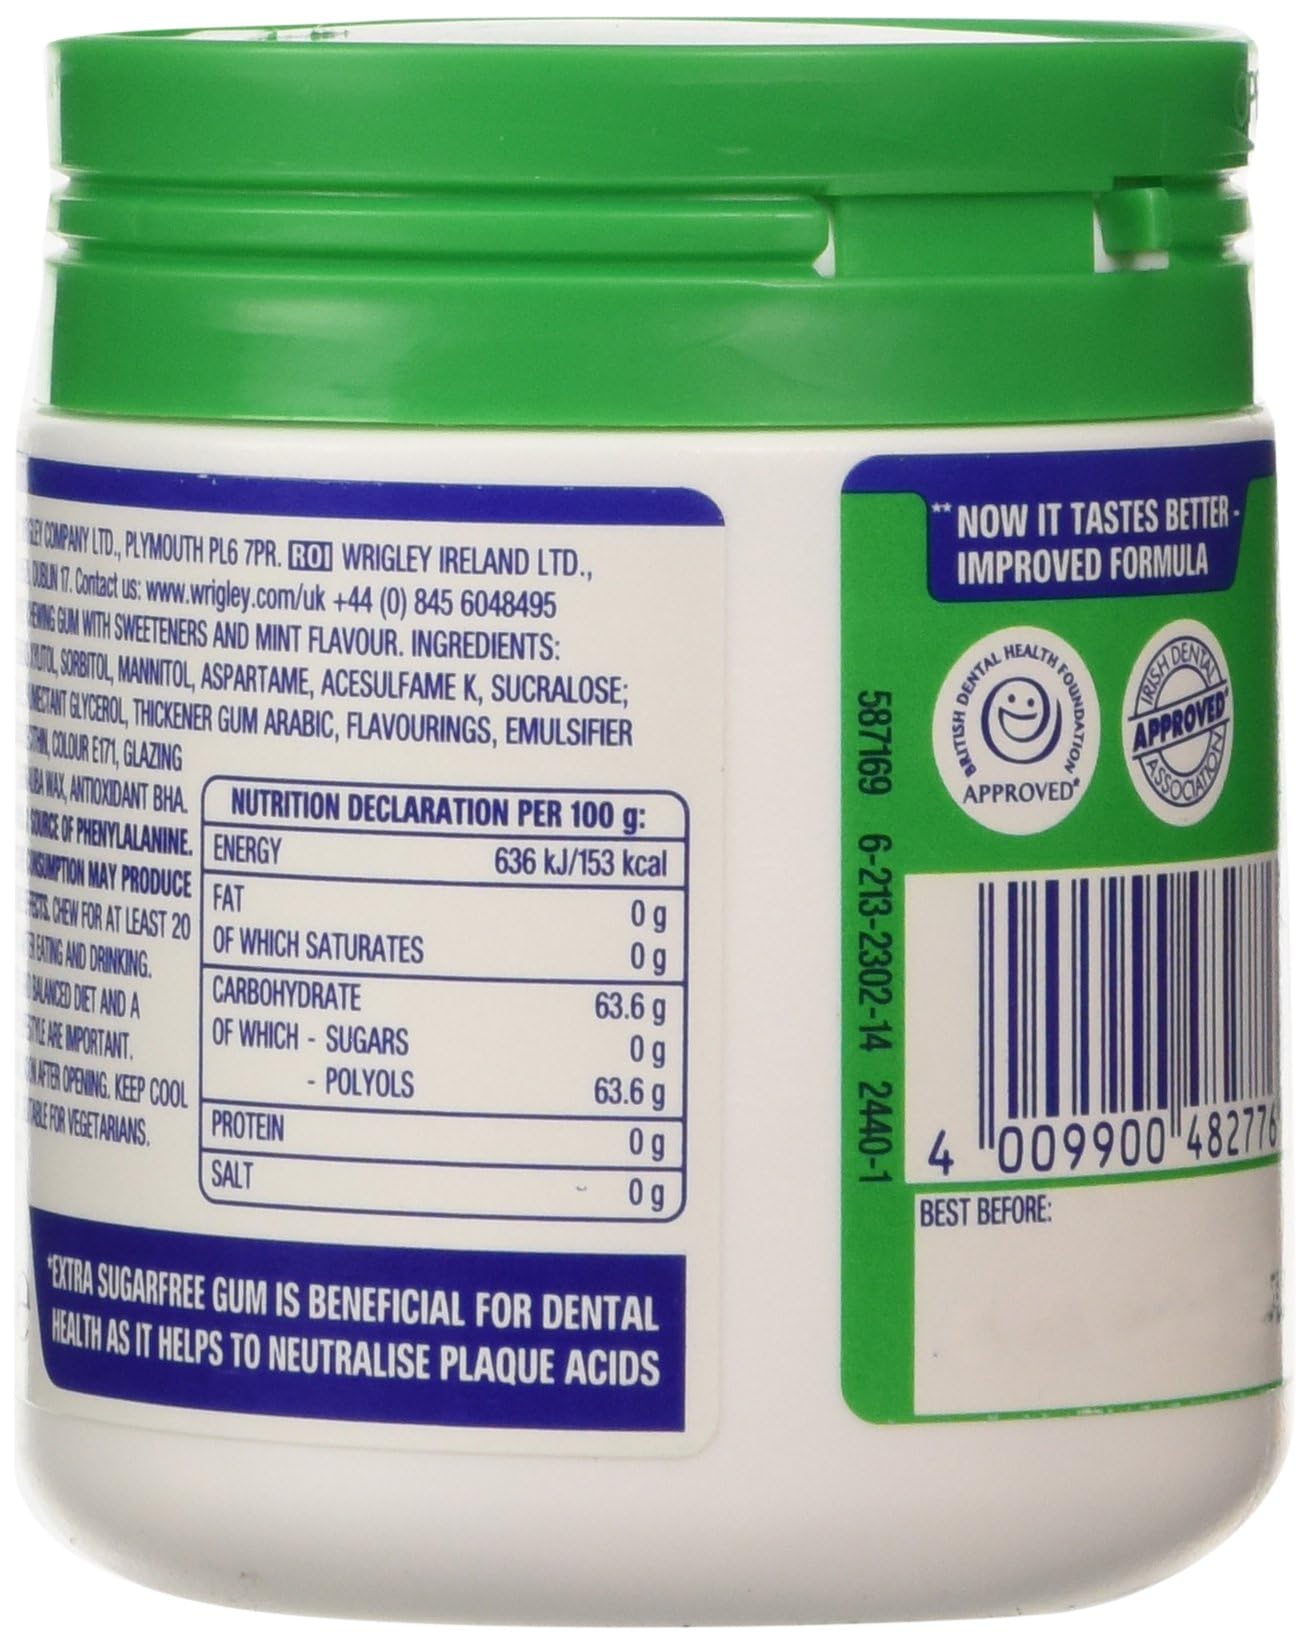 COMPANY LTD., PLYMOUTH PL6 7PR. ROI WRIGLEY IRELAND LTD.,
DUBLIN 17. Contact us: www.wrigley.com/uk +44 (0) 845 6048495
GUM WITH SWEETENERS AND MINT FLAVOUR. INGREDIENTS:
SORBITOL, MANNITOL, ASPARTAME, ACESULFAME K, SUCRALOSE;
GLYCEROL, THICKENER GUM ARABIC, FLAVOURINGS, EMULSIFIER
COLOUR E171, GLAZING
WAX, ANTIOXIDANT BHA.
SOURCE OF PHENYLALANINE.
MAY PRODUCE
CHEW FOR AT LEAST 20
EATING AND DRINKING.
BALANCED DIET AND A
ARE IMPORTANT.
AFTER OPENING. KEEP COOL
FOR VEGETARIANS.
NUTRITION DECLARATION PER 100 g:
ENERGY 636 kJ/153 kcal
FAT 0 g
OF WHICH SATURATES 0 g
CARBOHYDRATE 63.6 g
OF WHICH - SUGARS 0 g
- POLYOLS 63.6 g
PROTEIN 0 g
SALT 0 g
*EXTRA SUGARFREE GUM IS BENEFICIAL FOR DENTAL
HEALTH AS IT HELPS TO NEUTRALISE PLAQUE ACIDS
**NOW IT TASTES BETTER -
IMPROVED FORMULA
BRITISH DENTAL HEALTH FOUNDATION
APPROVED*
IRISH DENTAL
APPROVED*
ASSOCIATION
587169 6-213-2302-14 2440-1
4 009900 482776
BEST BEFORE: